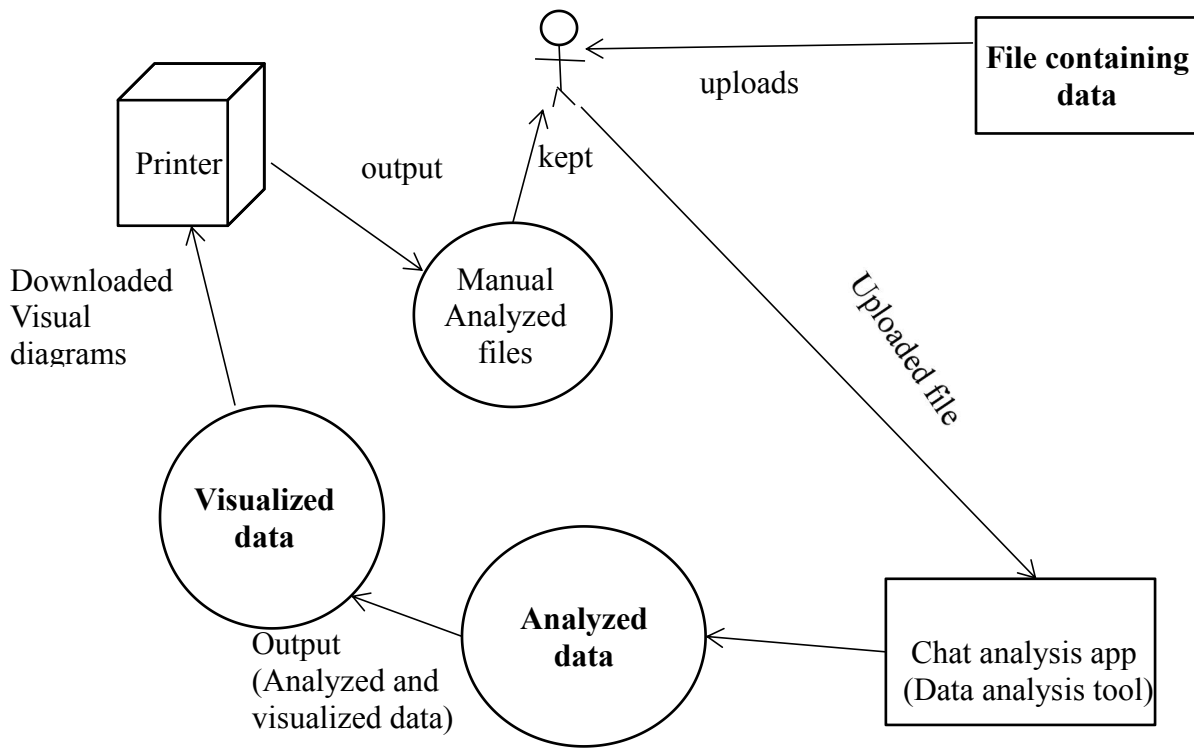 File containing
data
uploads
Printer
output
kept
Manual
Analyzed
files
Downloaded
Visual
diagrams
Uploaded file
Visualized
data
Analyzed
data
Output
(Analyzed and
visualized data)
Chat analysis app
(Data analysis tool)